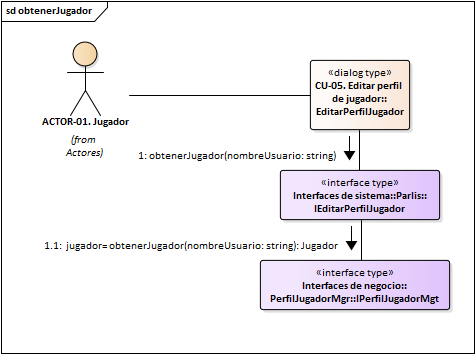 sd obtenerJugador
«dialog type»
CU-05. Editar perfil
de jugador::
EditarPerfilJugador
ACTOR-01. Jugador
(from
Actores)
1: obtenerJugador(nombreUsuario: string)
«interface type»
Interfaces de sistema::Parlis::
IEditarPerfilJugador
1.1: jugador= obtenerJugador(nombreUsuario: string): Jugador
«interface type»
Interfaces de negocio::
PerfilJugadorMgr::IPerfilJugadorMgt